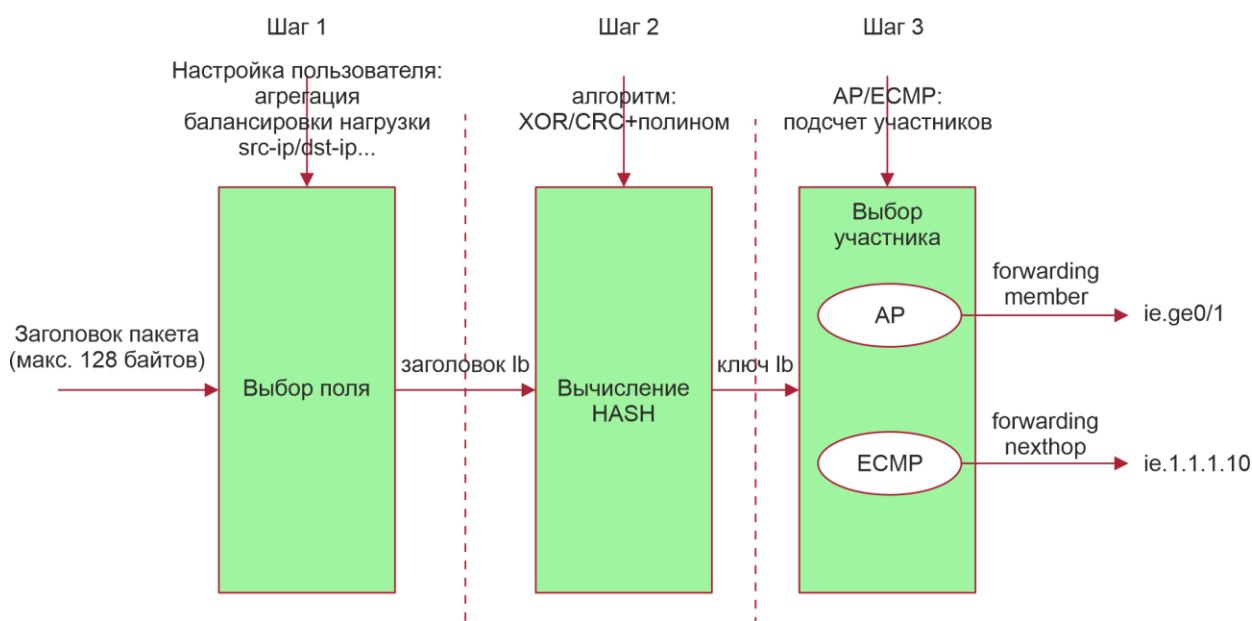 Шаг 1
Шаг 2
Шаг 3
Настройка пользователя:
агрегация
балансировки нагрузки
src-ip/dst-ip...
алгоритм:
XOR/CRC+полином
AP/ECMP:
подсчет участников
Заголовок пакета
(макс. 128 байтов)
Выбор поля
заголовок lb
Вычисление
HASH
ключ lb
Выбор
участника
AP
forwarding
member
ie.ge0/1
ECMP
forwarding
nexthop
ie.1.1.1.10